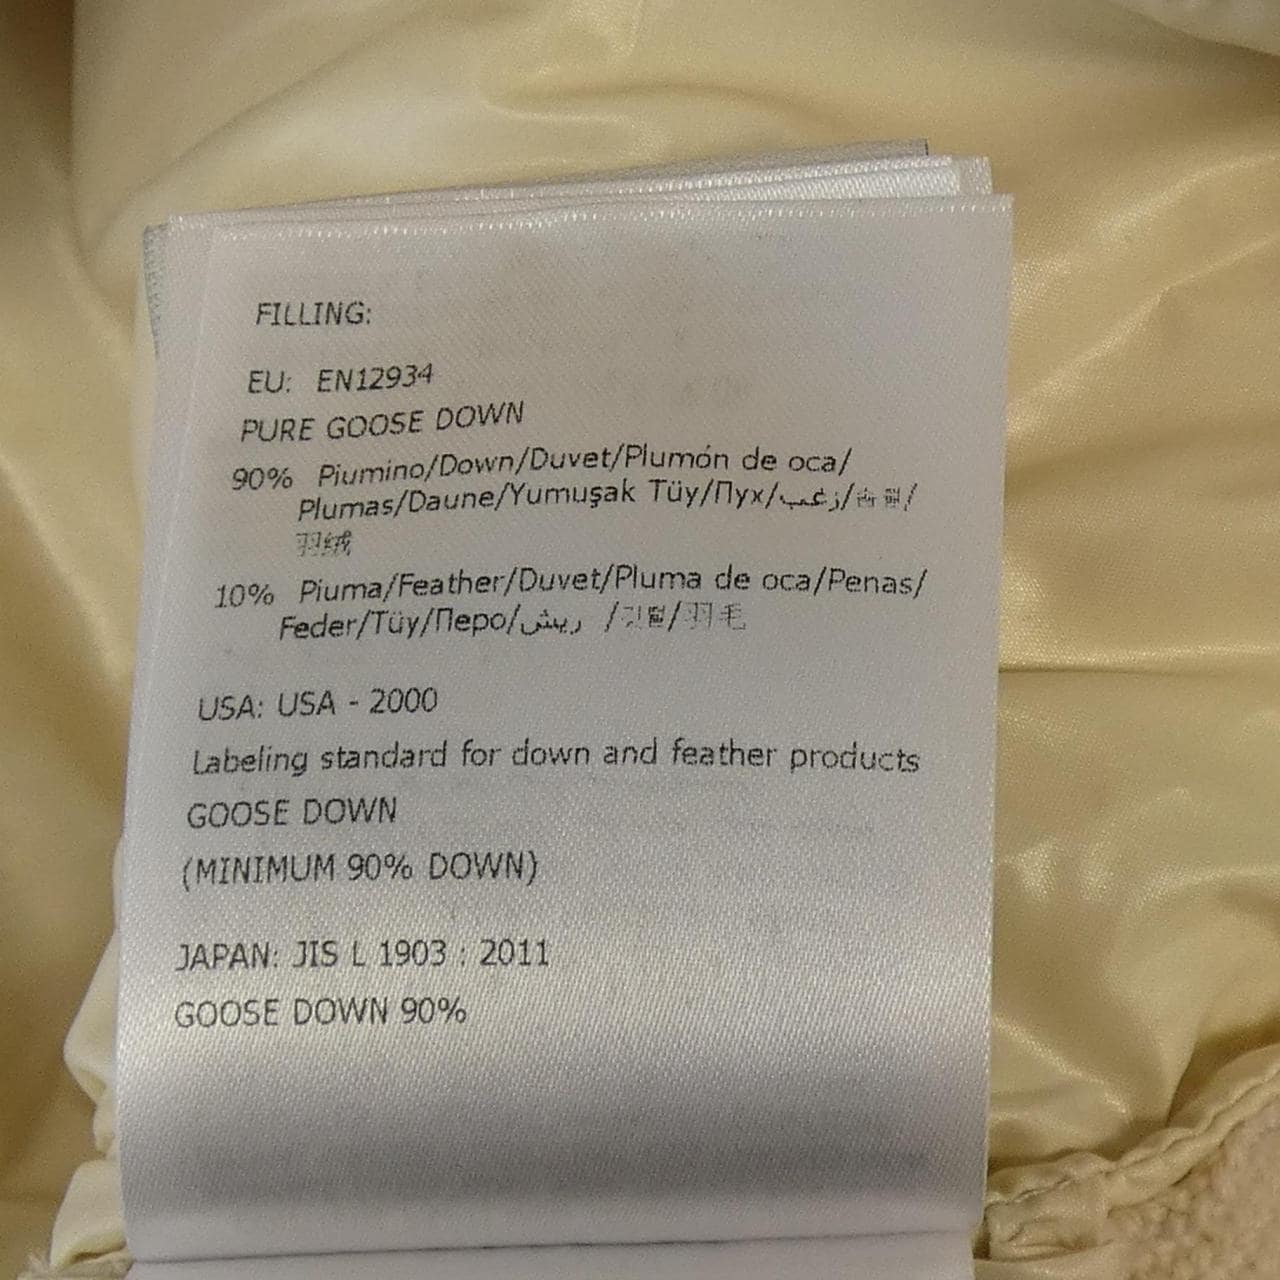 FILLING:
EU: EN12934
PURE GOOSE DOWN
90% Piumino/Down/Duvet/Plumón de oca/
Plumas/Daune/Yumuşak Tüy/Пух/زغب/솜털/
羽绒
10% Piuma/Feather/Duvet/Pluma de oca/Penas/
Feder/Tüy/Перо/ريش /깃털/羽毛
USA: USA - 2000
Labeling standard for down and feather products
GOOSE DOWN
(MINIMUM 90% DOWN)
JAPAN: JIS L 1903 : 2011
GOOSE DOWN 90%